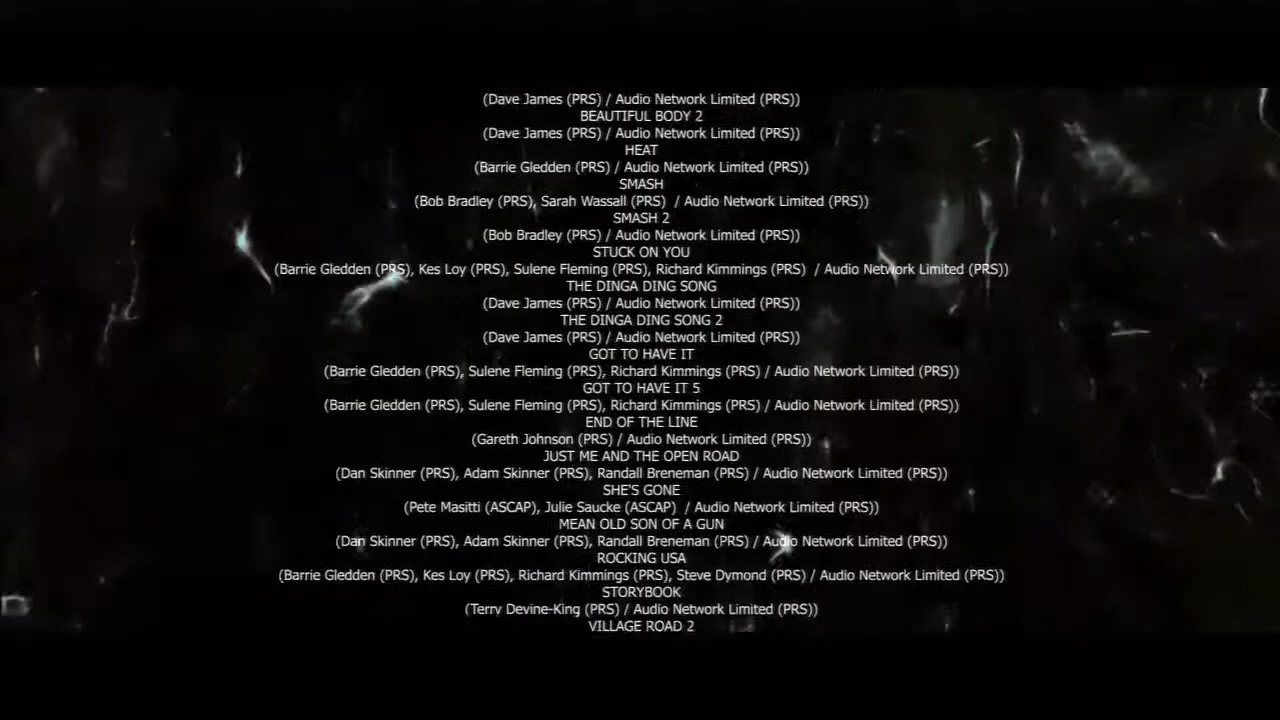 (Dave James (PRS) / Audio Network Limited (PRS))
BEAUTIFUL BODY 2
(Dave James (PRS) / Audio Network Limited (PRS))
HEAT
(Barrie Gledden (PRS) / Audio Network Limited (PRS))
SMASH
(Bob Bradley (PRS), Sarah Wassall (PRS)  / Audio Network Limited (PRS))
SMASH 2
(Bob Bradley (PRS) / Audio Network Limited (PRS))
STUCK ON YOU
(Barrie Gledden (PRS), Kes Loy (PRS), Sulene Fleming (PRS), Richard Kimmings (PRS)  / Audio Network Limited (PRS))
THE DINGA DING SONG
(Dave James (PRS) / Audio Network Limited (PRS))
THE DINGA DING SONG 2
(Dave James (PRS) / Audio Network Limited (PRS))
GOT TO HAVE IT
(Barrie Gledden (PRS), Sulene Fleming (PRS), Richard Kimmings (PRS) / Audio Network Limited (PRS))
GOT TO HAVE IT 5
(Barrie Gledden (PRS), Sulene Fleming (PRS), Richard Kimmings (PRS) / Audio Network Limited (PRS))
END OF THE LINE
(Gareth Johnson (PRS) / Audio Network Limited (PRS))
JUST ME AND THE OPEN ROAD
(Dan Skinner (PRS), Adam Skinner (PRS), Randall Breneman (PRS) / Audio Network Limited (PRS))
SHE'S GONE
(Pete Masitti (ASCAP), Julie Saucke (ASCAP)  / Audio Network Limited (PRS))
MEAN OLD SON OF A GUN
(Dan Skinner (PRS), Adam Skinner (PRS), Randall Breneman (PRS) / Audio Network Limited (PRS))
ROCKING USA
(Barrie Gledden (PRS), Kes Loy (PRS), Richard Kimmings (PRS), Steve Dymond (PRS) / Audio Network Limited (PRS))
STORYBOOK
(Terry Devine-King (PRS) / Audio Network Limited (PRS))
VILLAGE ROAD 2